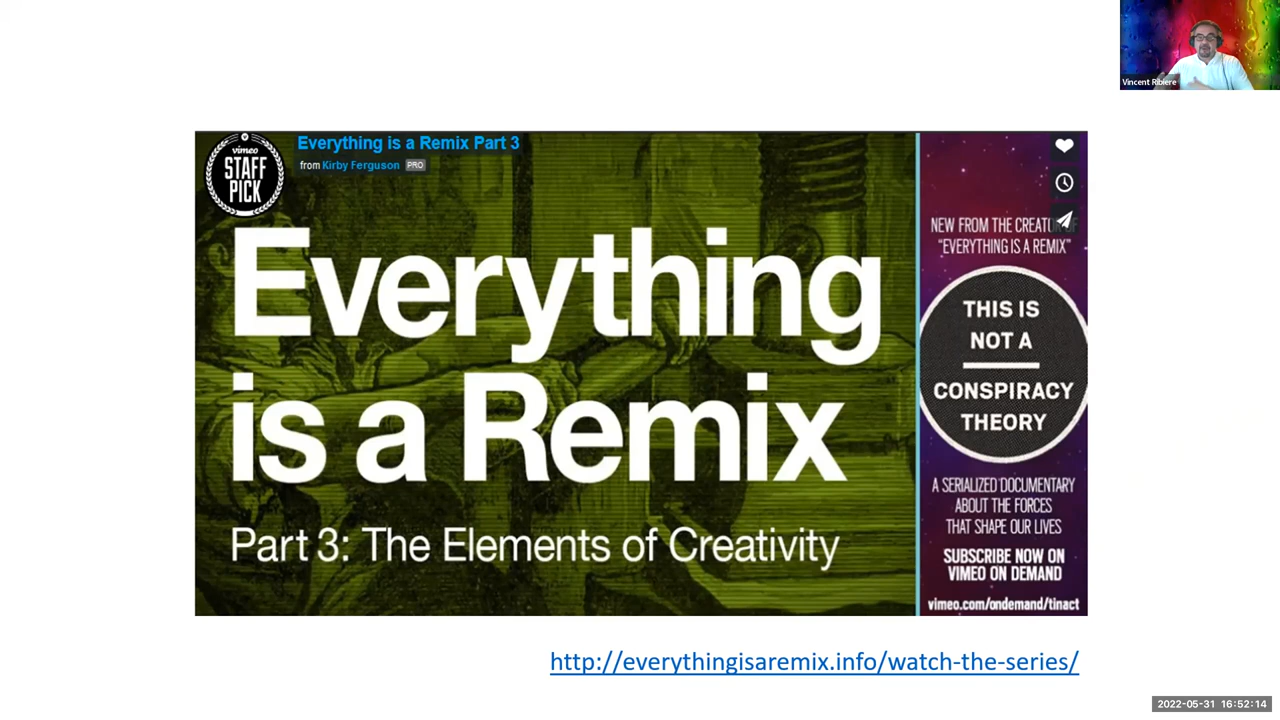 Vincent Ribiere
vimeo
STAFF
PICK
Everything is a Remix Part 3
from Kirby Ferguson PRO
Everything
is a Remix
Part 3: The Elements of Creativity
NEW FROM THE CREATOR OF
"EVERYTHING IS A REMIX"
THIS IS
NOT A
CONSPIRACY
THEORY
A SERIALIZED DOCUMENTARY
ABOUT THE FORCES
THAT SHAPE OUR LIVES
SUBSCRIBE NOW ON
VIMEO ON DEMAND
vimeo.com/ondemand/tinact
http://everythingisaremix.info/watch-the-series/
2022-05-31 16:52:14